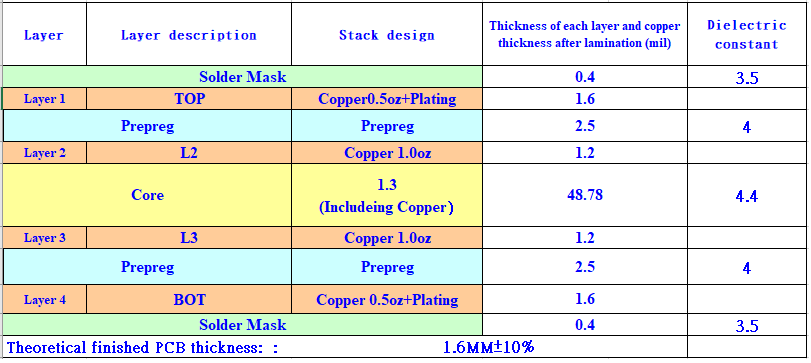 Layer Layer description Stack design Thickness of each layer and copper thickness after lamination (mil) Dielectric constant
Solder Mask 0.4 3.5
Layer 1 TOP Copper0.5oz+Plating 1.6
Prepreg Prepreg 2.5 4
Layer 2 L2 Copper 1.0oz 1.2
Core 1.3 (Includeing Copper) 48.78 4.4
Layer 3 L3 Copper 1.0oz 1.2
Prepreg Prepreg 2.5 4
Layer 4 BOT Copper 0.5oz+Plating 1.6
Solder Mask 0.4 3.5
Theoretical finished PCB thickness: : 1.6MM±10%